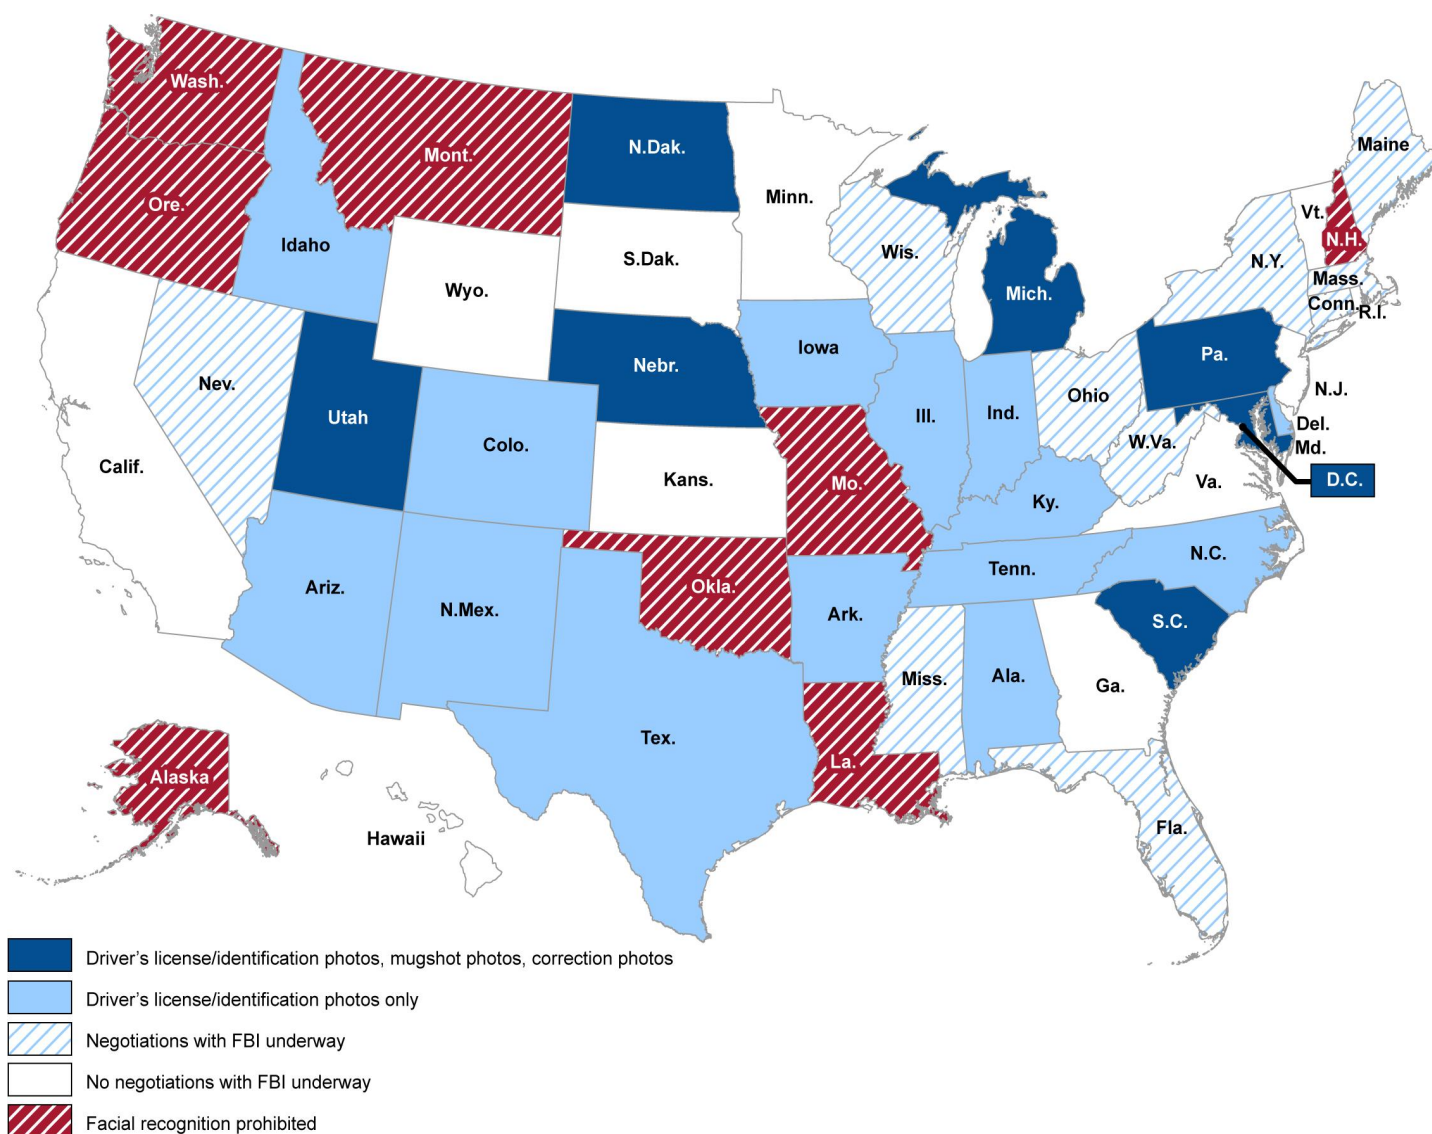 Wash.
Mont.
N.Dak.
Minn.
Maine
Ore.
Idaho
S.Dak.
Wis.
Vt.
N.H.
N.Y.
Mass.
Wyo.
Mich.
Conn.
R.I.
Nev.
Utah
Nebr.
Iowa
Pa.
N.J.
Colo.
Ill.
Ind.
Ohio
W.Va.
Del.
Md.
Calif.
Kans.
Mo.
Ky.
Va.
D.C.
Ariz.
N.Mex.
Okla.
Ark.
Tenn.
N.C.
S.C.
Tex.
La.
Miss.
Ala.
Ga.
Alaska
Hawaii
Fla.
Driver's license/identification photos, mugshot photos, correction photos
Driver's license/identification photos only
Negotiations with FBI underway
No negotiations with FBI underway
Facial recognition prohibited